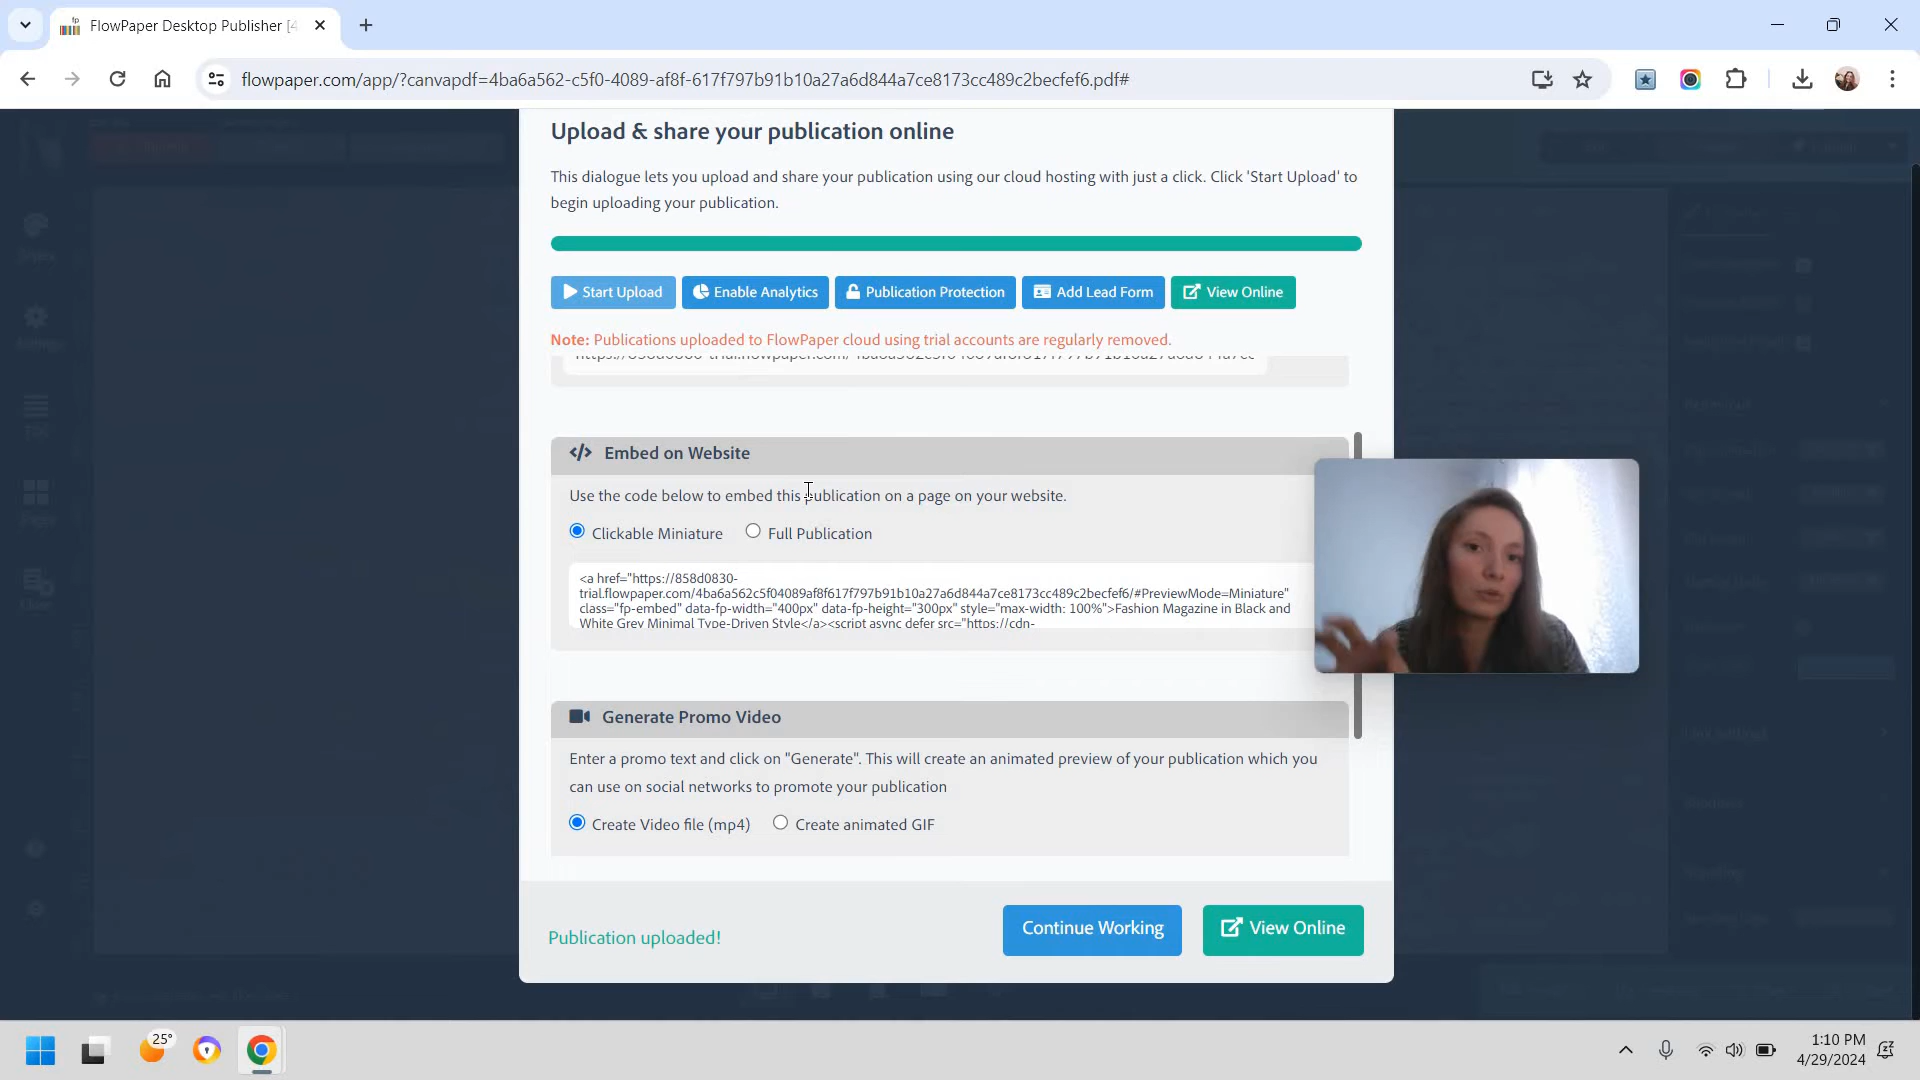 FlowPaper Desktop Publisher [4
flowpaper.com/app/?canvapdf=4ba6a562-c5f0-4089-af8f-617f797b91b10a27a6d844a7ce8173cc489c2becfef6.pdf#
Upload & share your publication online
This dialogue lets you upload and share your publication using our cloud hosting with just a click. Click 'Start Upload' to
begin uploading your publication.
Start Upload
Enable Analytics
Publication Protection
Add Lead Form
View Online
Note: Publications uploaded to FlowPaper cloud using trial accounts are regularly removed.
Embed on Website
Use the code below to embed this publication on a page on your website.
Clickable Miniature
Full Publication
<a href="https://858d0830-
trial.flowpaper.com/4ba6a562c5f04089af8f617f797b91b10a27a6d844a7ce8173cc489c2becfef6/#PreviewMode=Miniature"
class="fp-embed" data-fp-width="400px" data-fp-height="300px" style="max-width: 100%">Fashion Magazine in Black and
White Grey Minimal Type-Driven Style</a><script async defer src="https://cdn-
Generate Promo Video
Enter a promo text and click on "Generate". This will create an animated preview of your publication which you
can use on social networks to promote your publication
Create Video file (mp4)
Create animated GIF
Publication uploaded!
Continue Working
View Online
25°
1:10 PM
4/29/2024